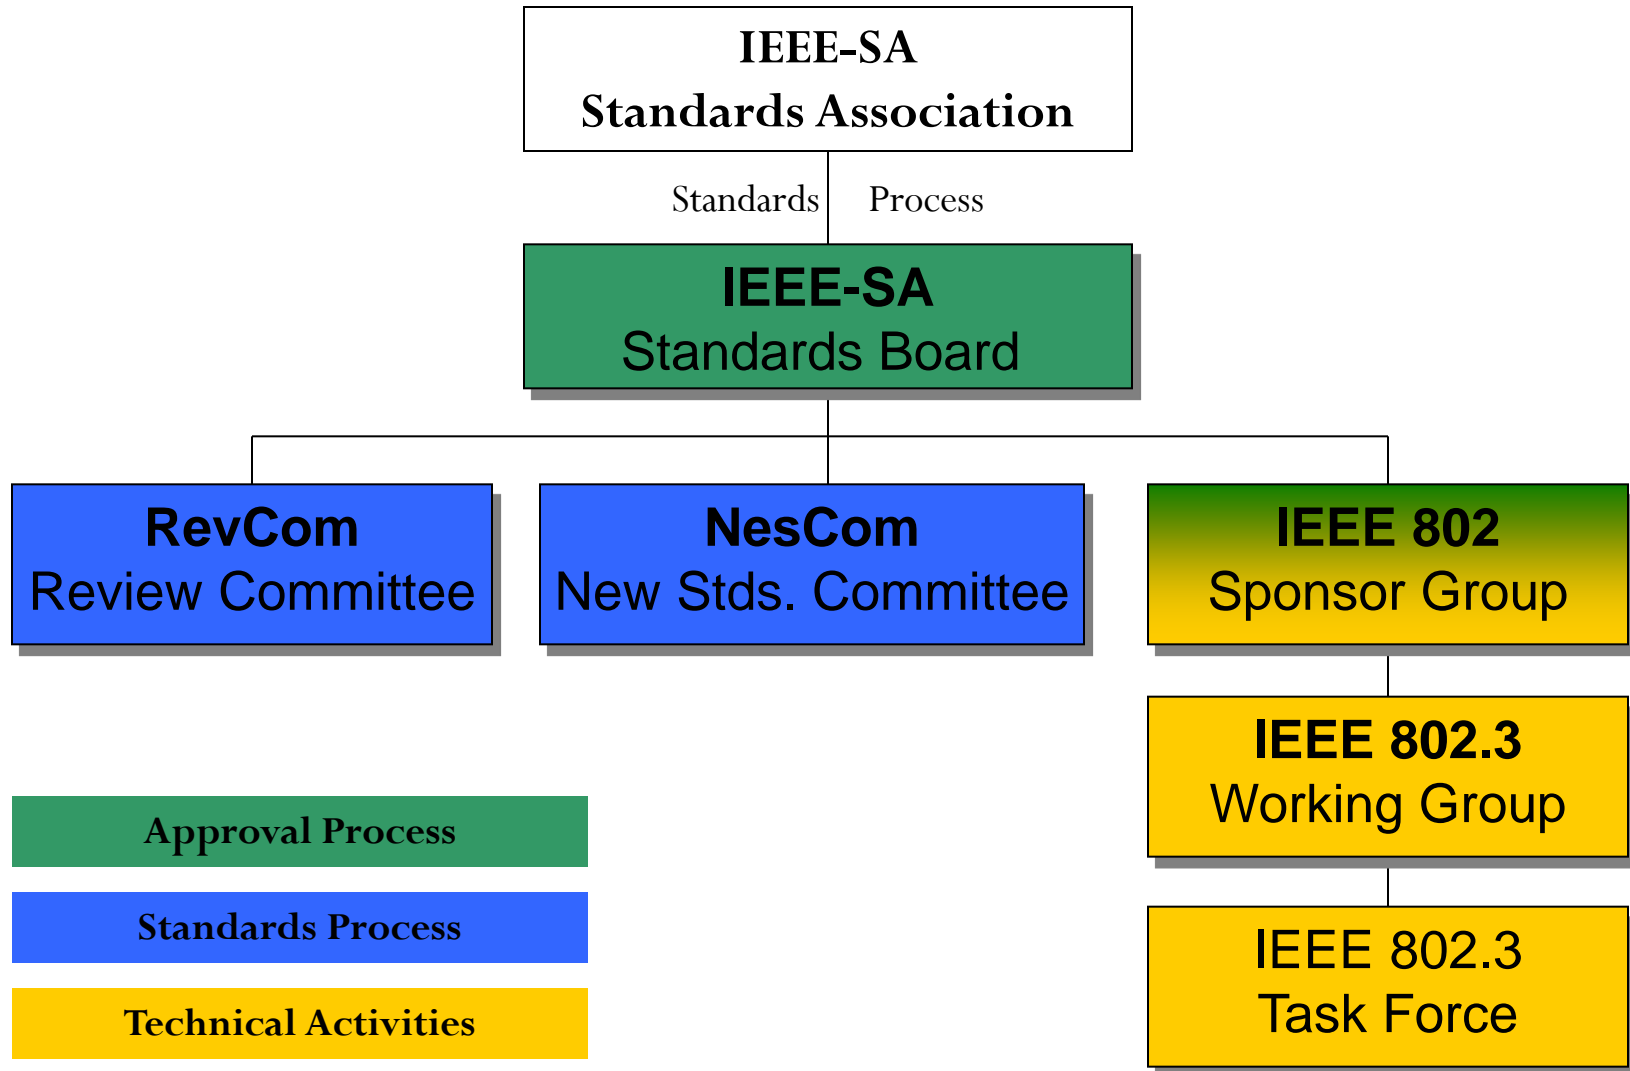 IEEE-SA
Standards Association
Standards Process
IEEE-SA
Standards Board
RevCom
Review Committee
NesCom
New Stds. Committee
IEEE 802
Sponsor Group
IEEE 802.3
Working Group
IEEE 802.3
Task Force
Approval Process
Standards Process
Technical Activities